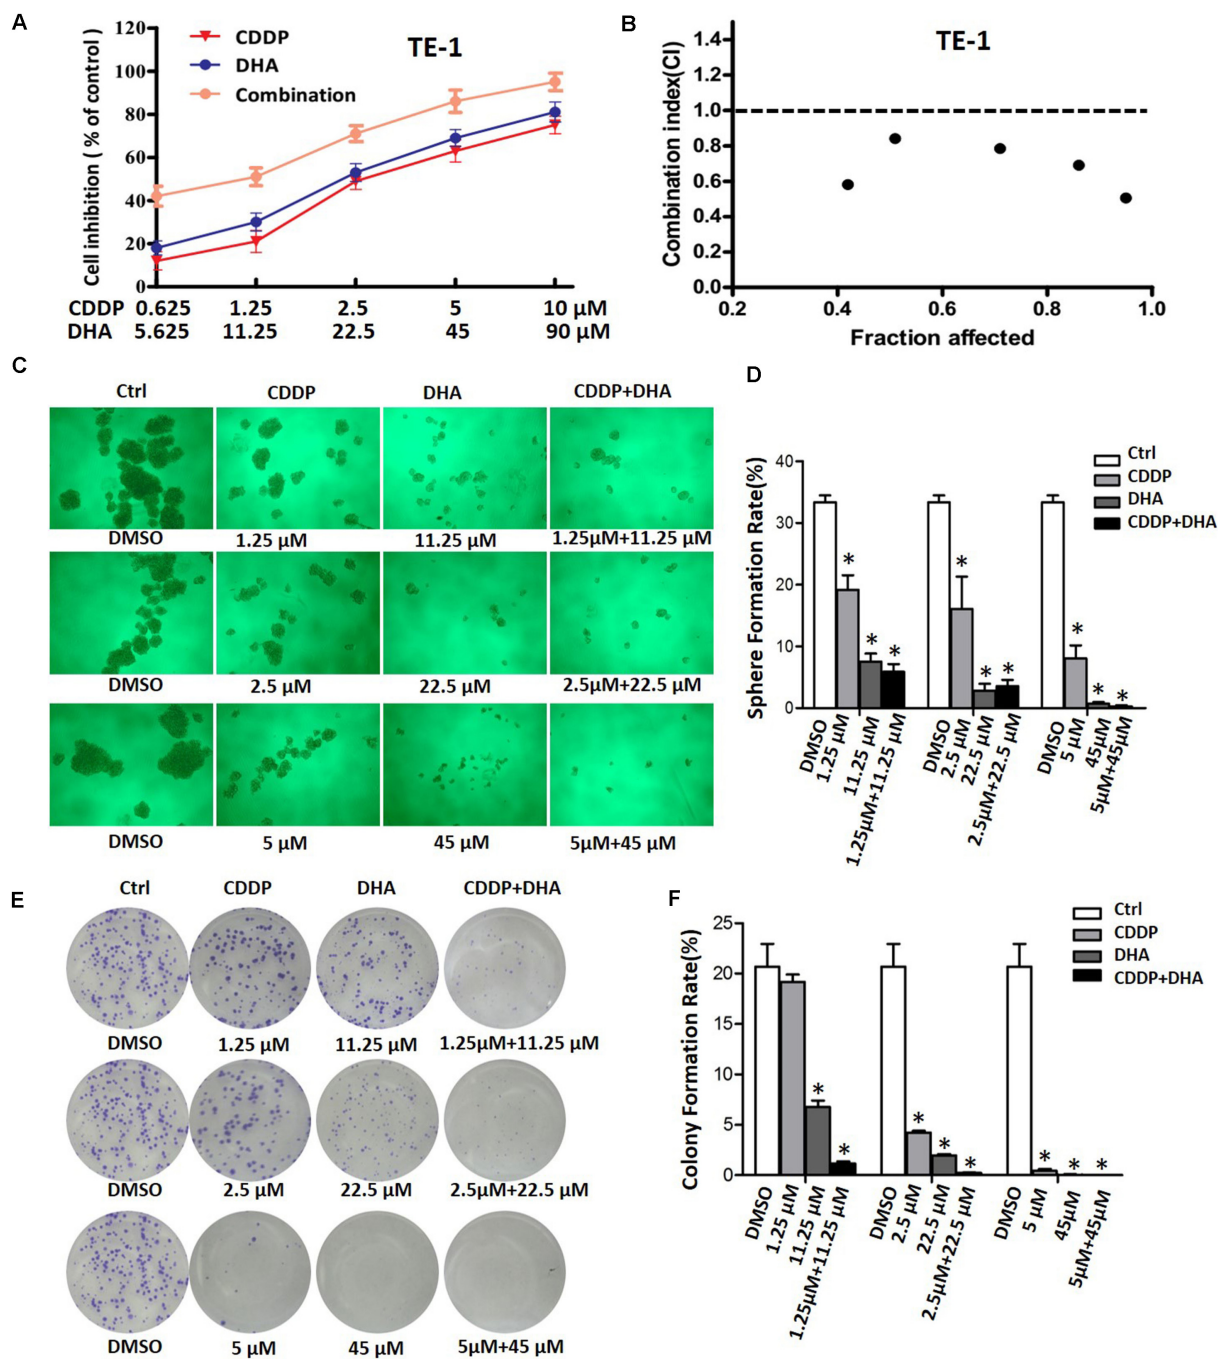 A
120
100
80
60
40
20
0
Cell inhibition ( % of control )
CDDP
DHA
Combination
TE-1
CDDP 0.625 1.25 2.5 5 10 μM
DHA 5.625 11.25 22.5 45 90 μM
B
TE-1
1.4
1.2
1.0
0.8
0.6
0.4
0.2
0.0
Combination index(CI)
0.2 0.4 0.6 0.8 1.0
Fraction affected
C
Ctrl CDDP DHA CDDP+DHA
DMSO 1.25 μM 11.25 μM 1.25μM+11.25 μM
DMSO 2.5 μM 22.5 μM 2.5μM+22.5 μM
DMSO 5 μM 45 μM 5μM+45 μM
D
Ctrl
CDDP
DHA
CDDP+DHA
40
30
20
10
0
Sphere Formation Rate(%)
* * *
* * *
* * *
DMSO
1.25 μM
11.25 μM
1.25μM+11.25 μM
DMSO
2.5 μM
22.5 μM
2.5μM+22.5 μM
DMSO
5 μM
45μM
5μM+45μM
E
Ctrl CDDP DHA CDDP+DHA
DMSO 1.25 μM 11.25 μM 1.25μM+11.25 μM
DMSO 2.5 μM 22.5 μM 2.5μM+22.5 μM
DMSO 5 μM 45 μM 5μM+45 μM
F
Ctrl
CDDP
DHA
CDDP+DHA
25
20
15
10
5
0
Colony Formation Rate(%)
* *
* * *
* * *
DMSO
1.25 μM
11.25 μM
1.25μM+11.25 μM
DMSO
2.5 μM
22.5 μM
2.5μM+22.5 μM
DMSO
5 μM
45μM
5μM+45μM